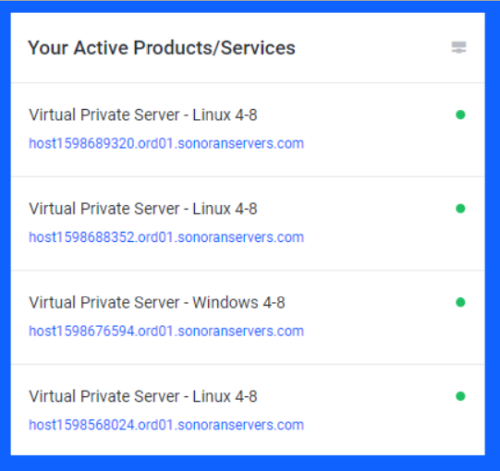 Your Active Products/Services
Virtual Private Server - Linux 4-8
host1598689320.ord01.sonoranservers.com
Virtual Private Server - Linux 4-8
host1598688352.ord01.sonoranservers.com
Virtual Private Server - Windows 4-8
host1598676594.ord01.sonoranservers.com
Virtual Private Server - Linux 4-8
host1598568024.ord01.sonoranservers.com